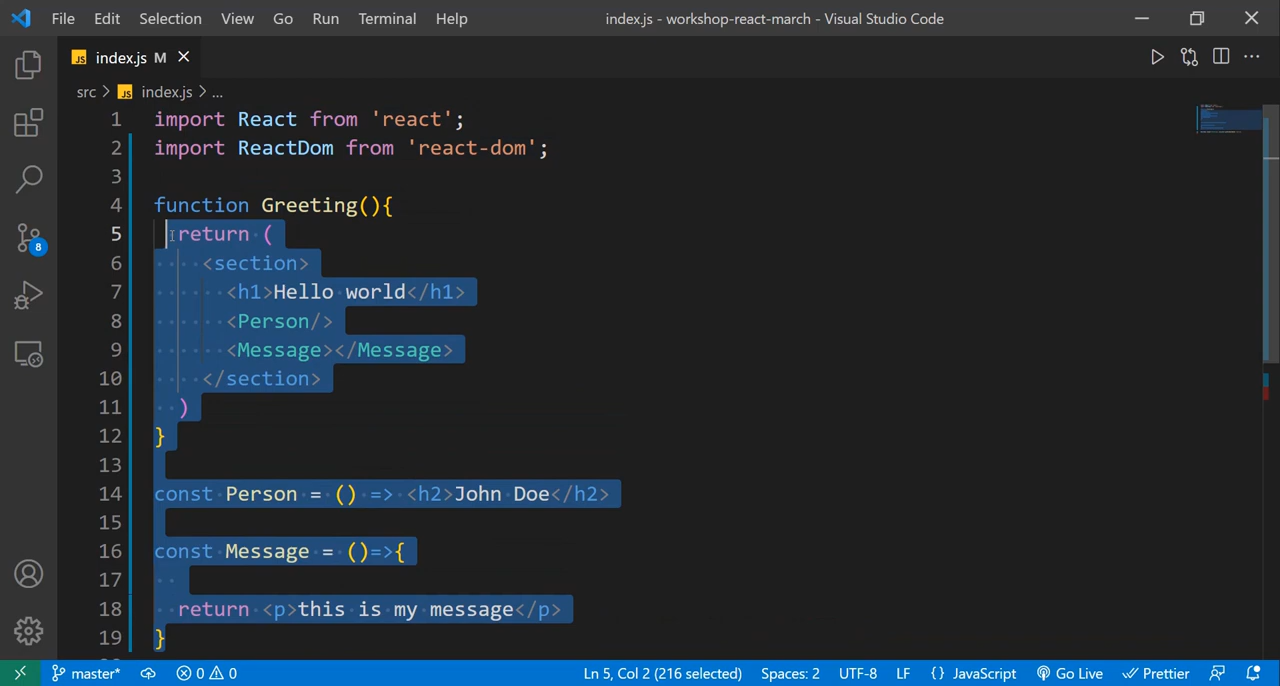 File Edit Selection View Go Run Terminal Help index.js - workshop-react-march - Visual Studio Code
JS index.js M
src > JS index.js > ...
1 import React from 'react';
2 import ReactDom from 'react-dom';
3
4 function Greeting(){
5 return (
6 <section>
7 <h1>Hello world</h1>
8 <Person/>
9 <Message></Message>
10 </section>
11 )
12 }
13
14 const Person = () => <h2>John Doe</h2>
15
16 const Message = ()=>{
17
18 return <p>this is my message</p>
19 }
8
master* 0 0 Ln 5, Col 2 (216 selected) Spaces: 2 UTF-8 LF {} JavaScript Go Live Prettier